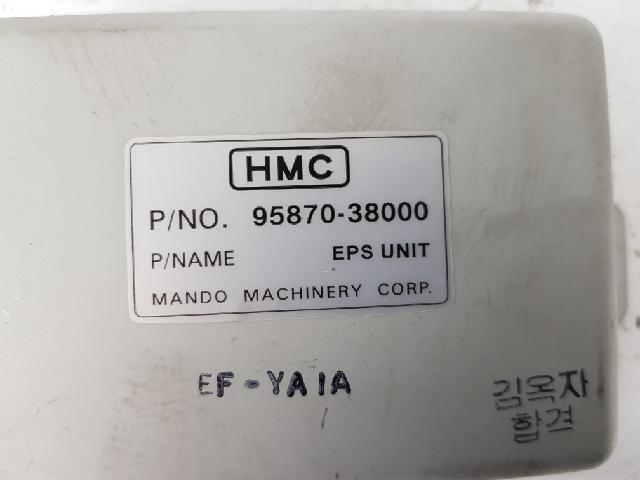 HMC
P/NO. 95870-38000
P/NAME EPS UNIT
MANDO MACHINERY CORP.
EF-YA1A
김옥자
합격